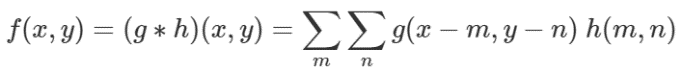 f(x, y) = (g * h)(x, y) = ∑_m ∑_n g(x − m, y − n) h(m, n)